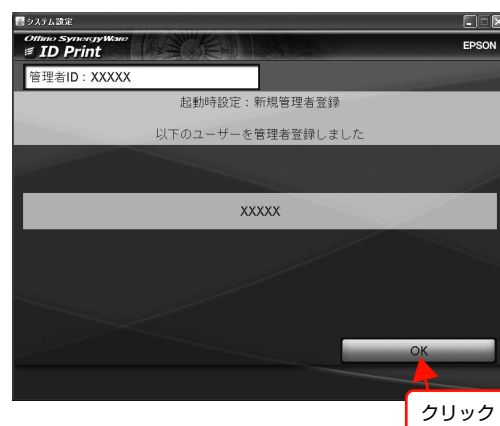 システム設定
Offirio SynergyWare
ID Print
EPSON
管理者ID:XXXXX
起動時設定:新規管理者登録
以下のユーザーを管理者登録しました
XXXXX
OK
クリック